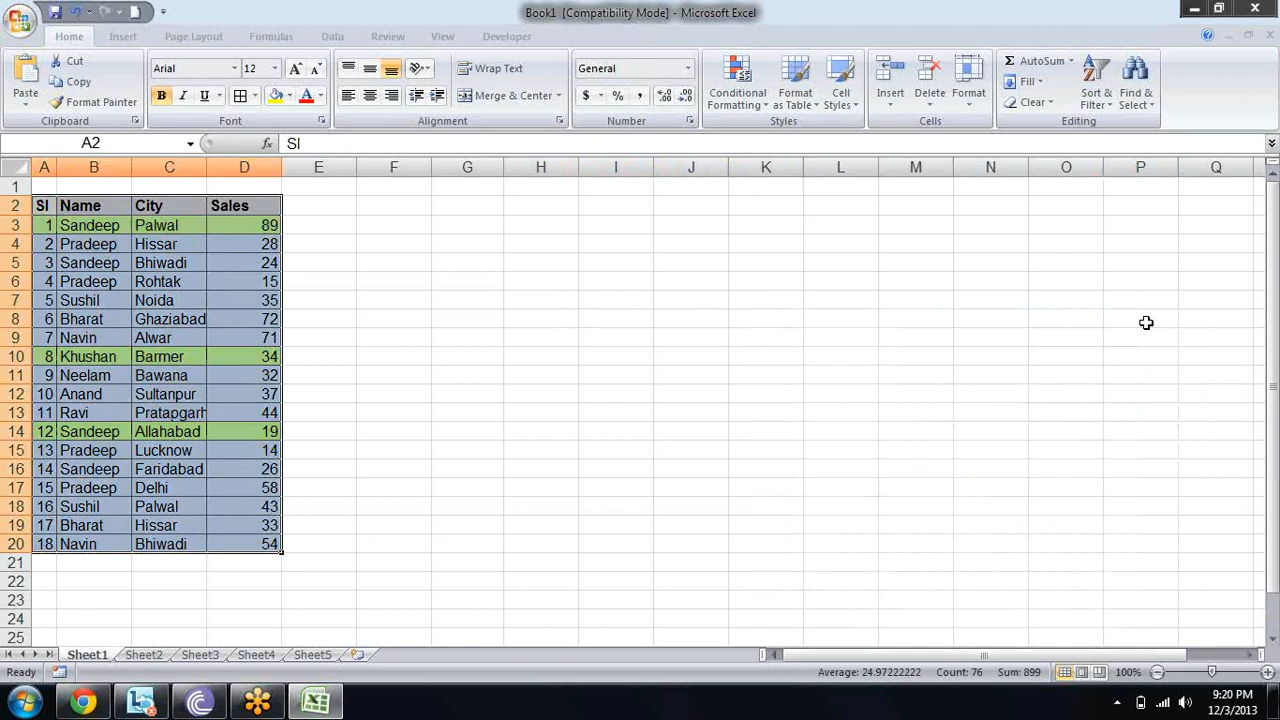 Book1 [Compatibility Mode] - Microsoft Excel
Home Insert Page Layout Formulas Data Review View Developer
Paste
Cut
Copy
Format Painter
Clipboard
Arial 12
Font
Wrap Text
Merge & Center
Alignment
General
$ % ,
Number
Conditional Formatting
Format as Table
Cell Styles
Styles
Insert
Delete
Format
Cells
Σ AutoSum
Fill
Clear
Sort & Filter
Find & Select
Editing
A2 fx SI
A B C D E F G H I J K L M N O P Q
1
2 SI Name City Sales
3 1 Sandeep Palwal 89
4 2 Pradeep Hissar 28
5 3 Sandeep Bhiwadi 24
6 4 Pradeep Rohtak 15
7 5 Sushil Noida 35
8 6 Bharat Ghaziabad 72
9 7 Navin Alwar 71
10 8 Khushan Barmer 34
11 9 Neelam Bawana 32
12 10 Anand Sultanpur 37
13 11 Ravi Pratapgarh 44
14 12 Sandeep Allahabad 19
15 13 Pradeep Lucknow 14
16 14 Sandeep Faridabad 26
17 15 Pradeep Delhi 58
18 16 Sushil Palwal 43
19 17 Bharat Hissar 33
20 18 Navin Bhiwadi 54
21
22
23
24
25
Sheet1 Sheet2 Sheet3 Sheet4 Sheet5
Ready Average: 24.97222222 Count: 76 Sum: 899 100%
9:20 PM
12/3/2013